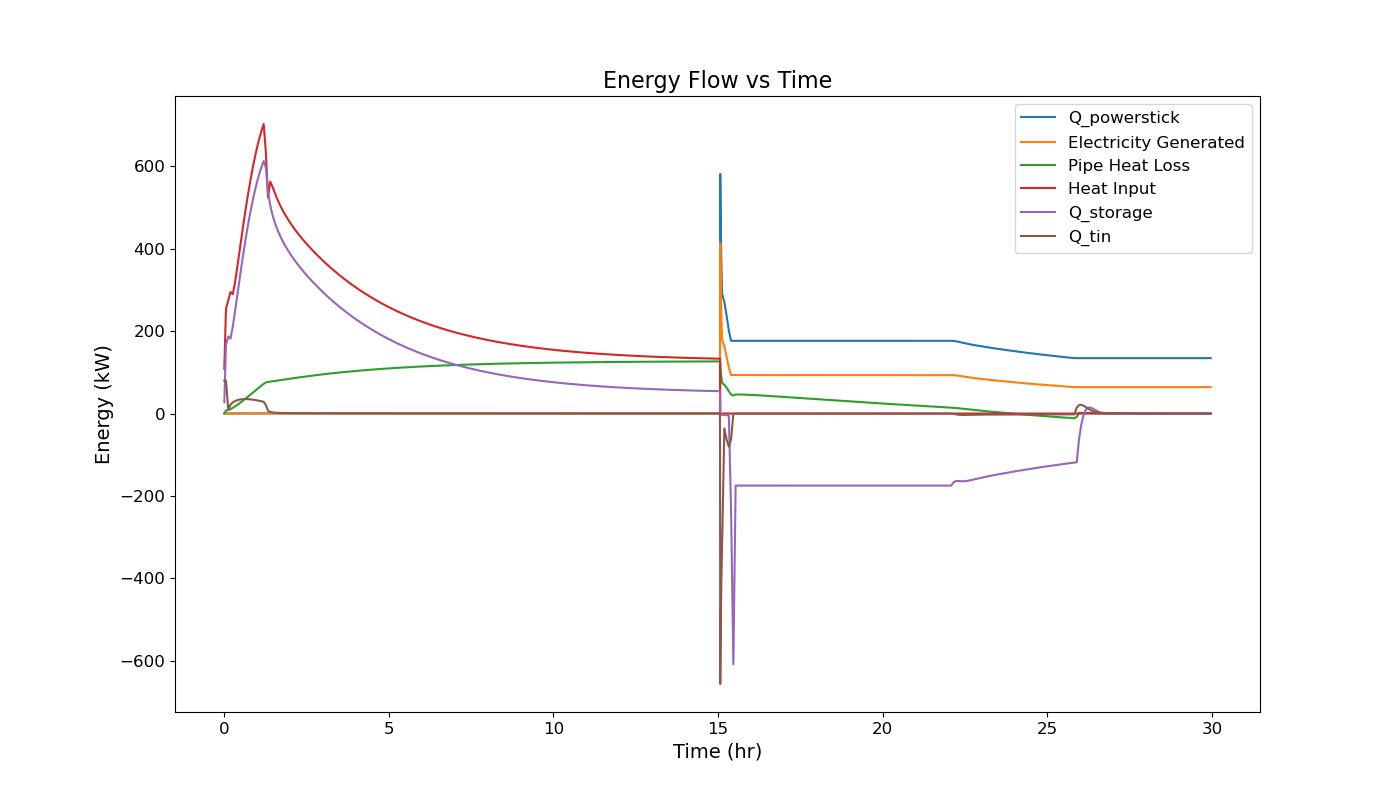 Energy Flow vs Time
Energy (kW)
600
400
200
0
−200
−400
−600
Q_powerstick
Electricity Generated
Pipe Heat Loss
Heat Input
Q_storage
Q_tin
0 5 10 15 20 25 30
Time (hr)